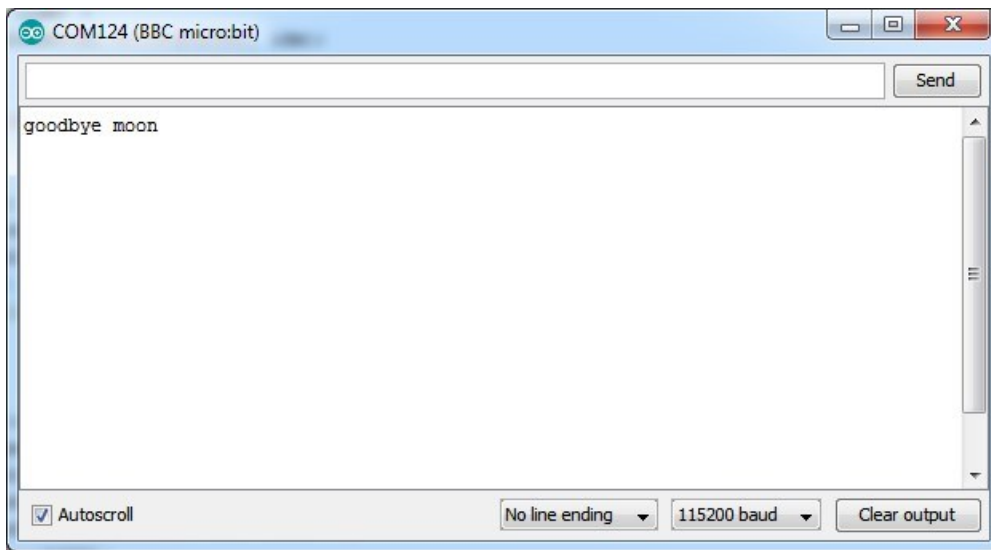 COM124 (BBC micro:bit)
Send
goodbye moon
Autoscroll
No line ending
115200 baud
Clear output